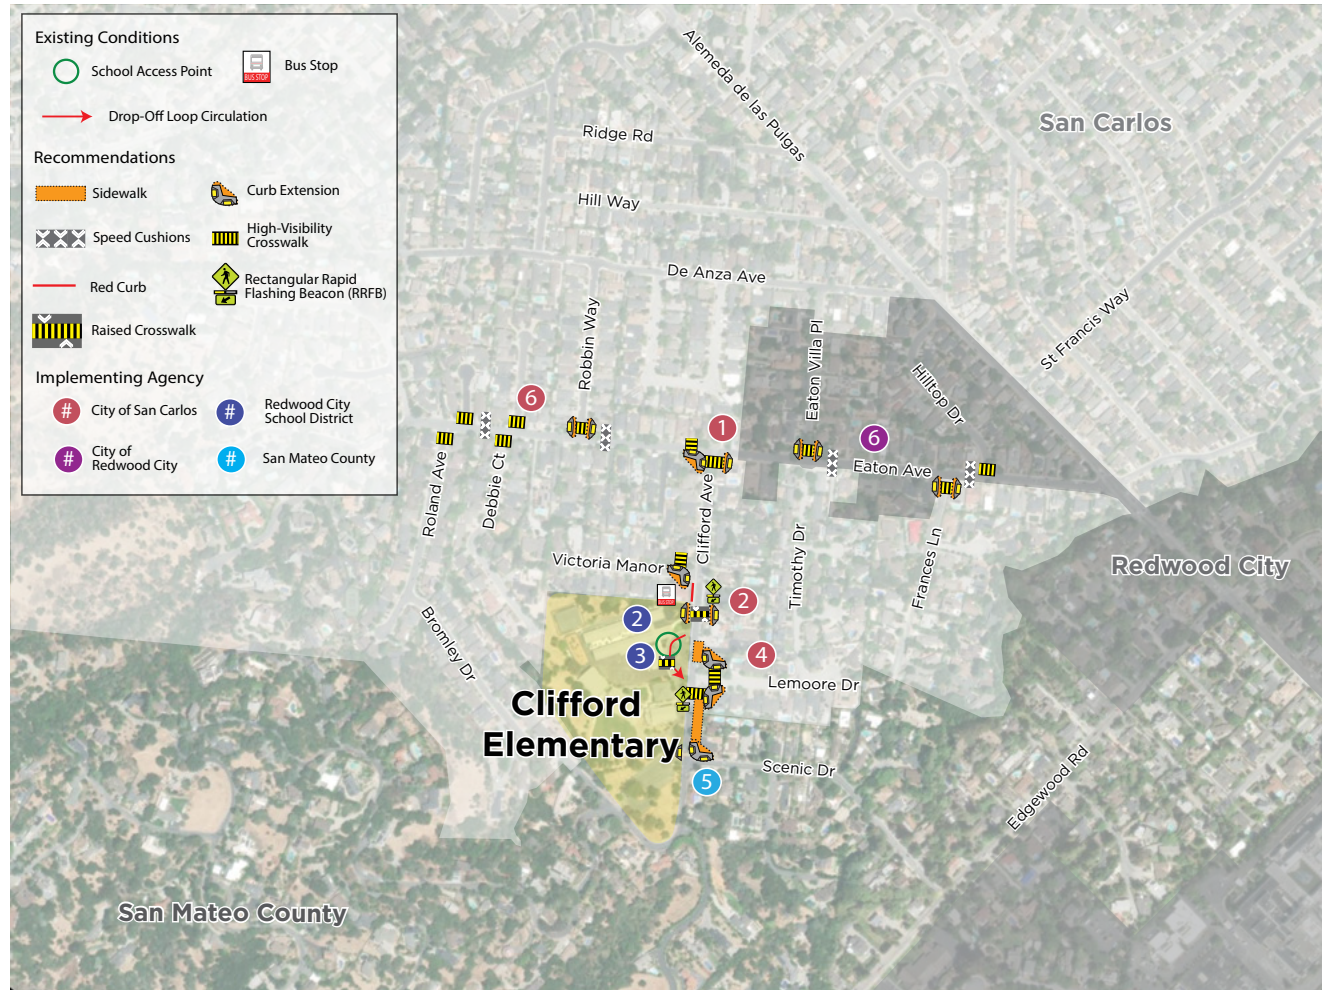 Existing Conditions
School Access Point
BUS STOP
Bus Stop
Drop-Off Loop Circulation
Recommendations
Sidewalk
Curb Extension
Speed Cushions
High-Visibility
Crosswalk
Red Curb
Rectangular Rapid
Flashing Beacon (RRFB)
Raised Crosswalk
Implementing Agency
# City of San Carlos
# Redwood City
School District
# City of
Redwood City
# San Mateo County
Alemeda de las Pulgas
San Carlos
Ridge Rd
Hill Way
De Anza Ave
St Francis Way
Robbin Way
Eaton Villa Pl
Hilltop Dr
6
1
6
Eaton Ave
Roland Ave
Debbie Ct
Clifford Ave
Victoria Manor
Timothy Dr
Frances Ln
Redwood City
BUS STOP
2
2
3
4
Bromley Dr
Lemoore Dr
Clifford
Elementary
5
Scenic Dr
Edgewood Rd
San Mateo County